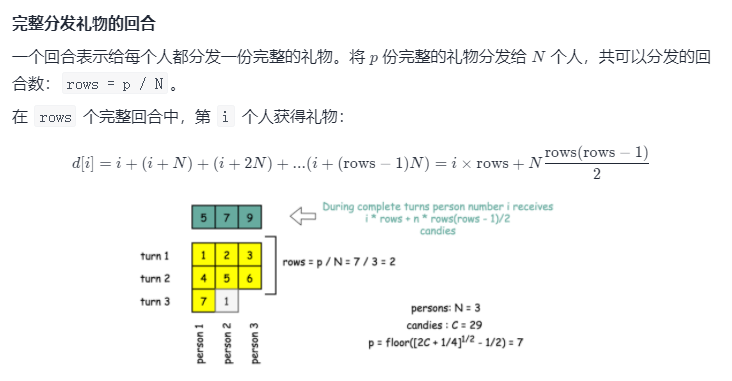 完整分发礼物的回合
一个回合表示给每个人都分发一份完整的礼物。将 p 份完整的礼物分发给 N 个人，共可以分发的回
合数： rows = p / N 。
在 rows 个完整回合中，第 i 个人获得礼物：
d[i] = i + (i + N) + (i + 2N) + ...(i + (rows − 1)N) = i × rows + N rows(rows − 1)/2
During complete turns person number i receives
5 7 9
i * rows + n * rows(rows - 1)/2
candies
turn 1 1 2 3
rows = p / N = 7 / 3 = 2
turn 2 4 5 6
turn 3 7 1
person 1
person 2
person 3
persons: N = 3
candies : C = 29
p = floor([2C + 1/4]^1/2 - 1/2) = 7